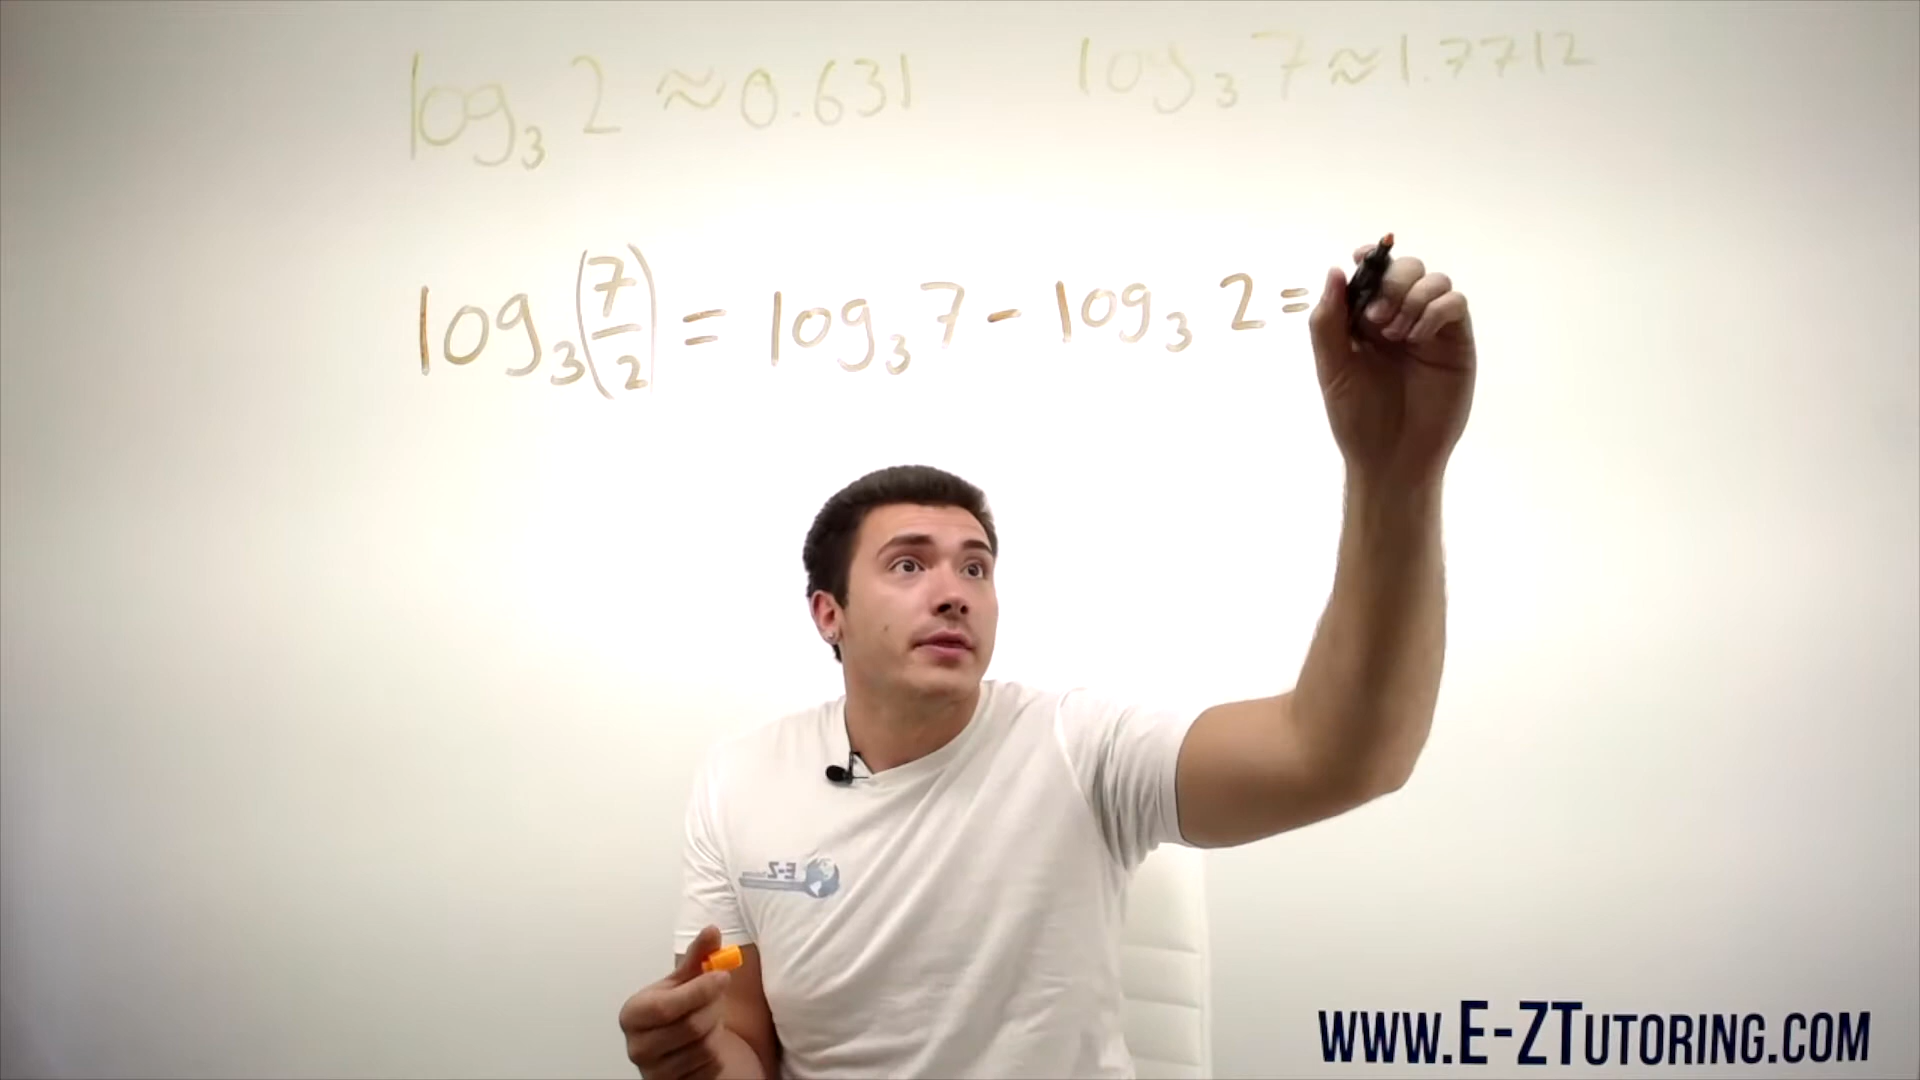 log₃ 2 ≈ 0.631 log₃ 7 ≈ 1.7712
log₃(7/2) = log₃ 7 - log₃ 2 =
E-Z
WWW.E-ZTUTORING.COM